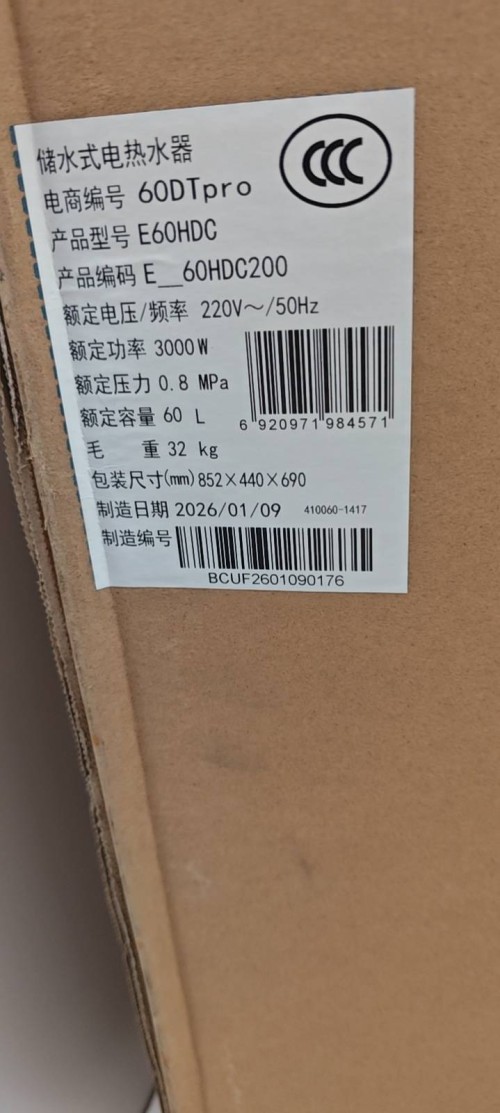 CCC
储水式电热水器
电商编号 60DTpro
产品型号 E60HDC
产品编码 E__60HDC200
额定电压/频率 220V～/50Hz
额定功率 3000W
额定压力 0.8 MPa
额定容量 60 L
6 920971 984571
毛 重 32 kg
包装尺寸(mm) 852×440×690
制造日期 2026/01/09 410060-1417
制造编号
BCUF2601090176